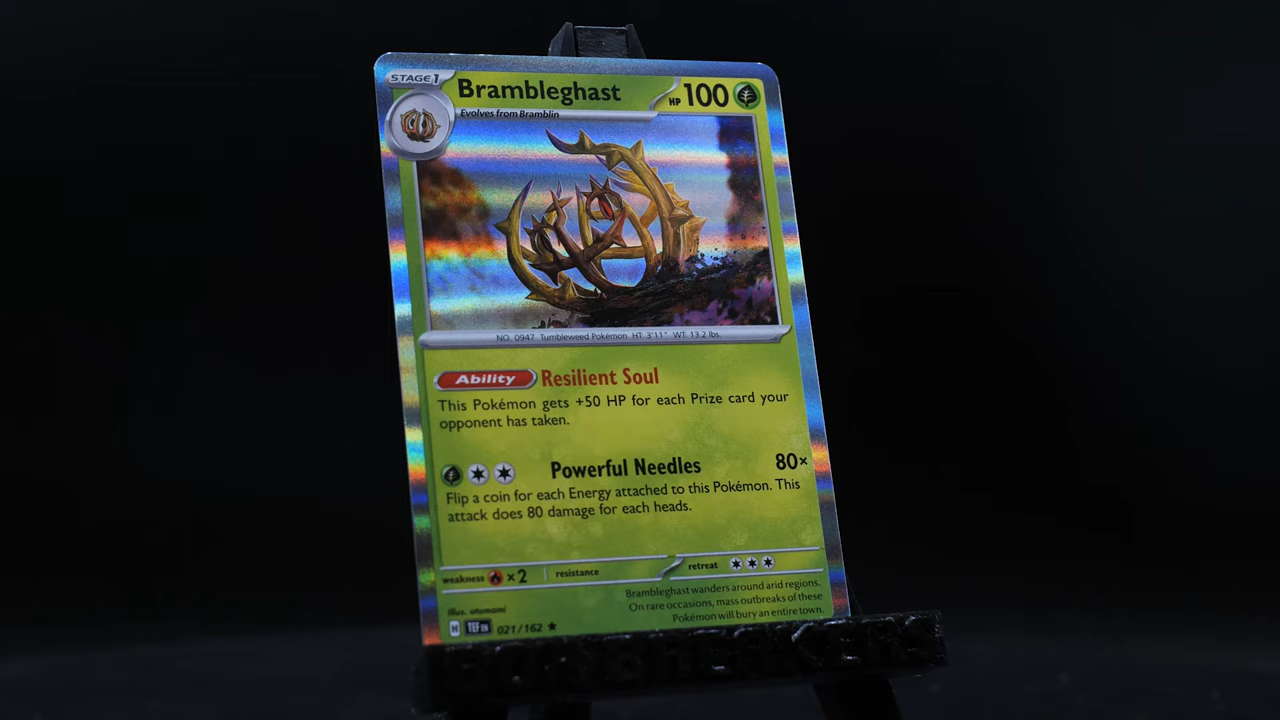 STAGE 1
Brambleghast
HP 100
Evolves from Bramblin
NO. 0947 Tumbleweed Pokémon HT: 3'11" WT: 13.2 lbs.
Ability Resilient Soul
This Pokémon gets +50 HP for each Prize card your
opponent has taken.
Powerful Needles 80×
Flip a coin for each Energy attached to this Pokémon. This
attack does 80 damage for each heads.
weakness ×2 resistance retreat
Brambleghast wanders around arid regions.
On rare occasions, mass outbreaks of these
Pokémon will bury an entire town.
illus. otumami
H TEF EN 021/162 ★